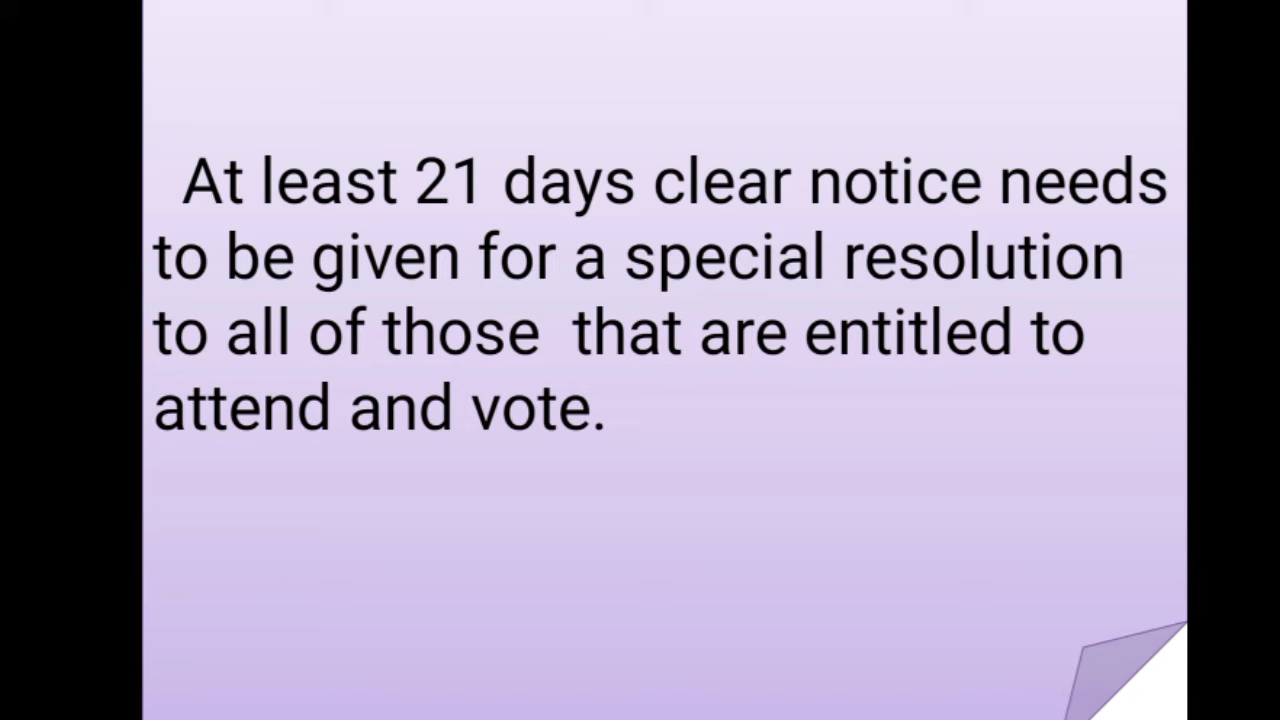 At least 21 days clear notice needs
to be given for a special resolution
to all of those  that are entitled to
attend and vote.